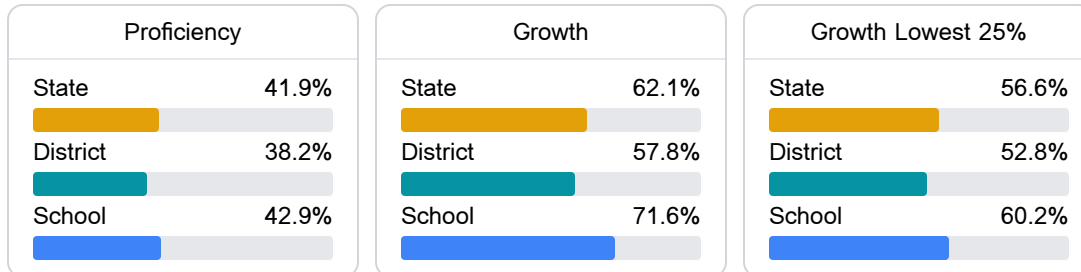 Proficiency
State 41.9%
District 38.2%
School 42.9%
Growth
State 62.1%
District 57.8%
School 71.6%
Growth Lowest 25%
State 56.6%
District 52.8%
School 60.2%